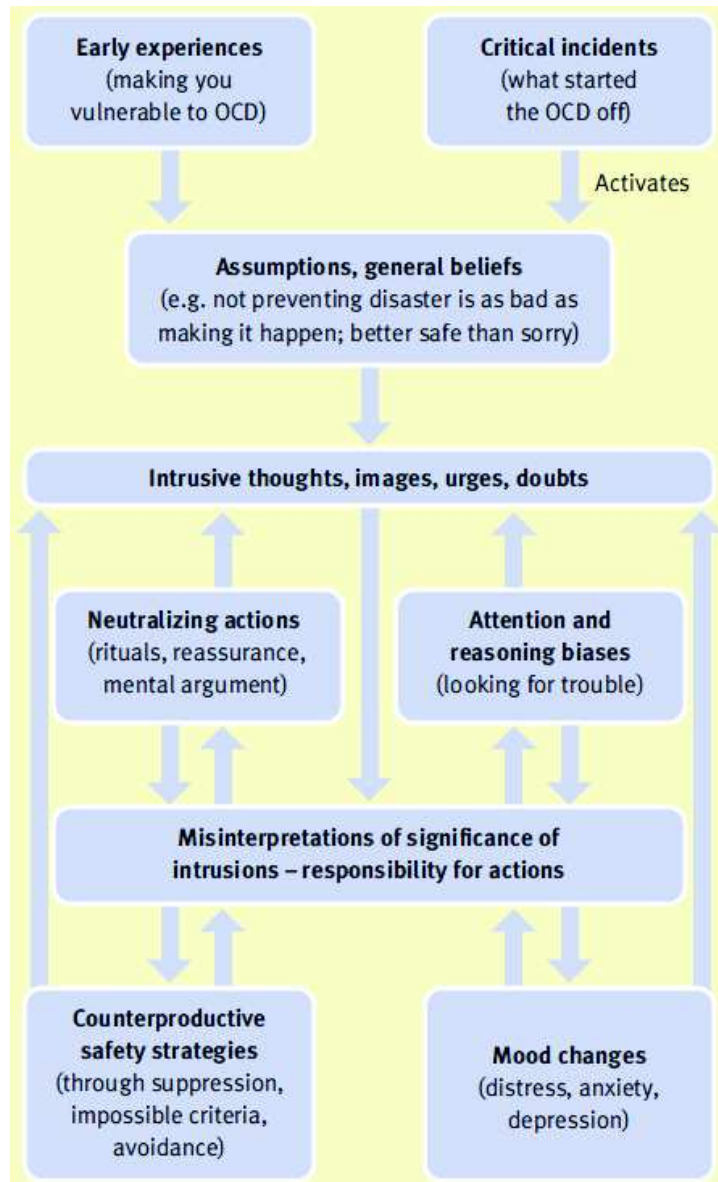 Early experiences
(making you
vulnerable to OCD)
Critical incidents
(what started
the OCD off)
Activates
Assumptions, general beliefs
(e.g. not preventing disaster is as bad as
making it happen; better safe than sorry)
Intrusive thoughts, images, urges, doubts
Neutralizing actions
(rituals, reassurance,
mental argument)
Attention and
reasoning biases
(looking for trouble)
Misinterpretations of significance of
intrusions – responsibility for actions
Counterproductive
safety strategies
(through suppression,
impossible criteria,
avoidance)
Mood changes
(distress, anxiety,
depression)